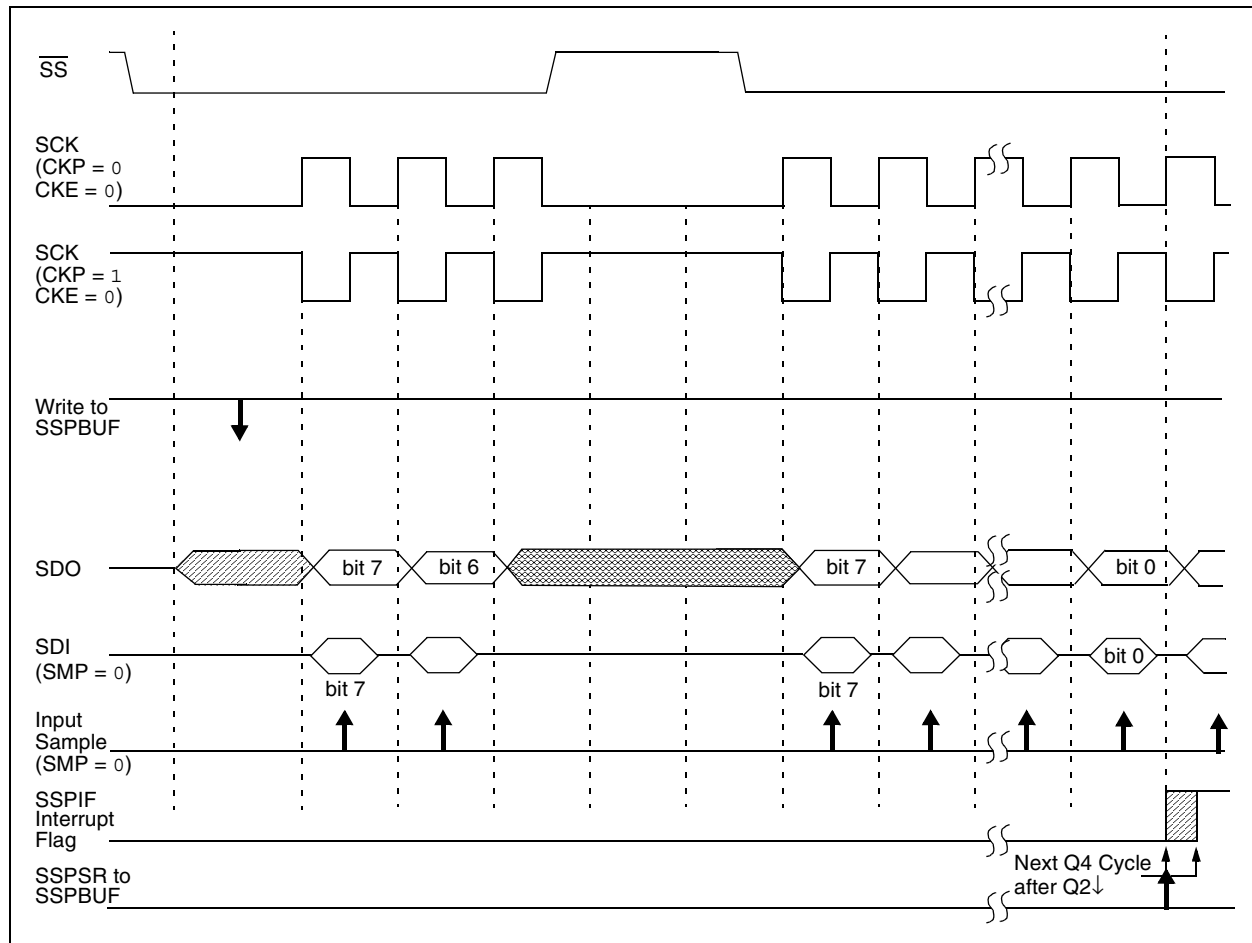 SS
SCK
(CKP = 0
CKE = 0)
SCK
(CKP = 1
CKE = 0)
Write to
SSPBUF
SDO
bit 7
bit 6
bit 7
bit 0
SDI
(SMP = 0)
bit 7
bit 7
bit 0
Input
Sample
(SMP = 0)
SSPIF
Interrupt
Flag
SSPSR to
SSPBUF
Next Q4 Cycle
after Q2↓